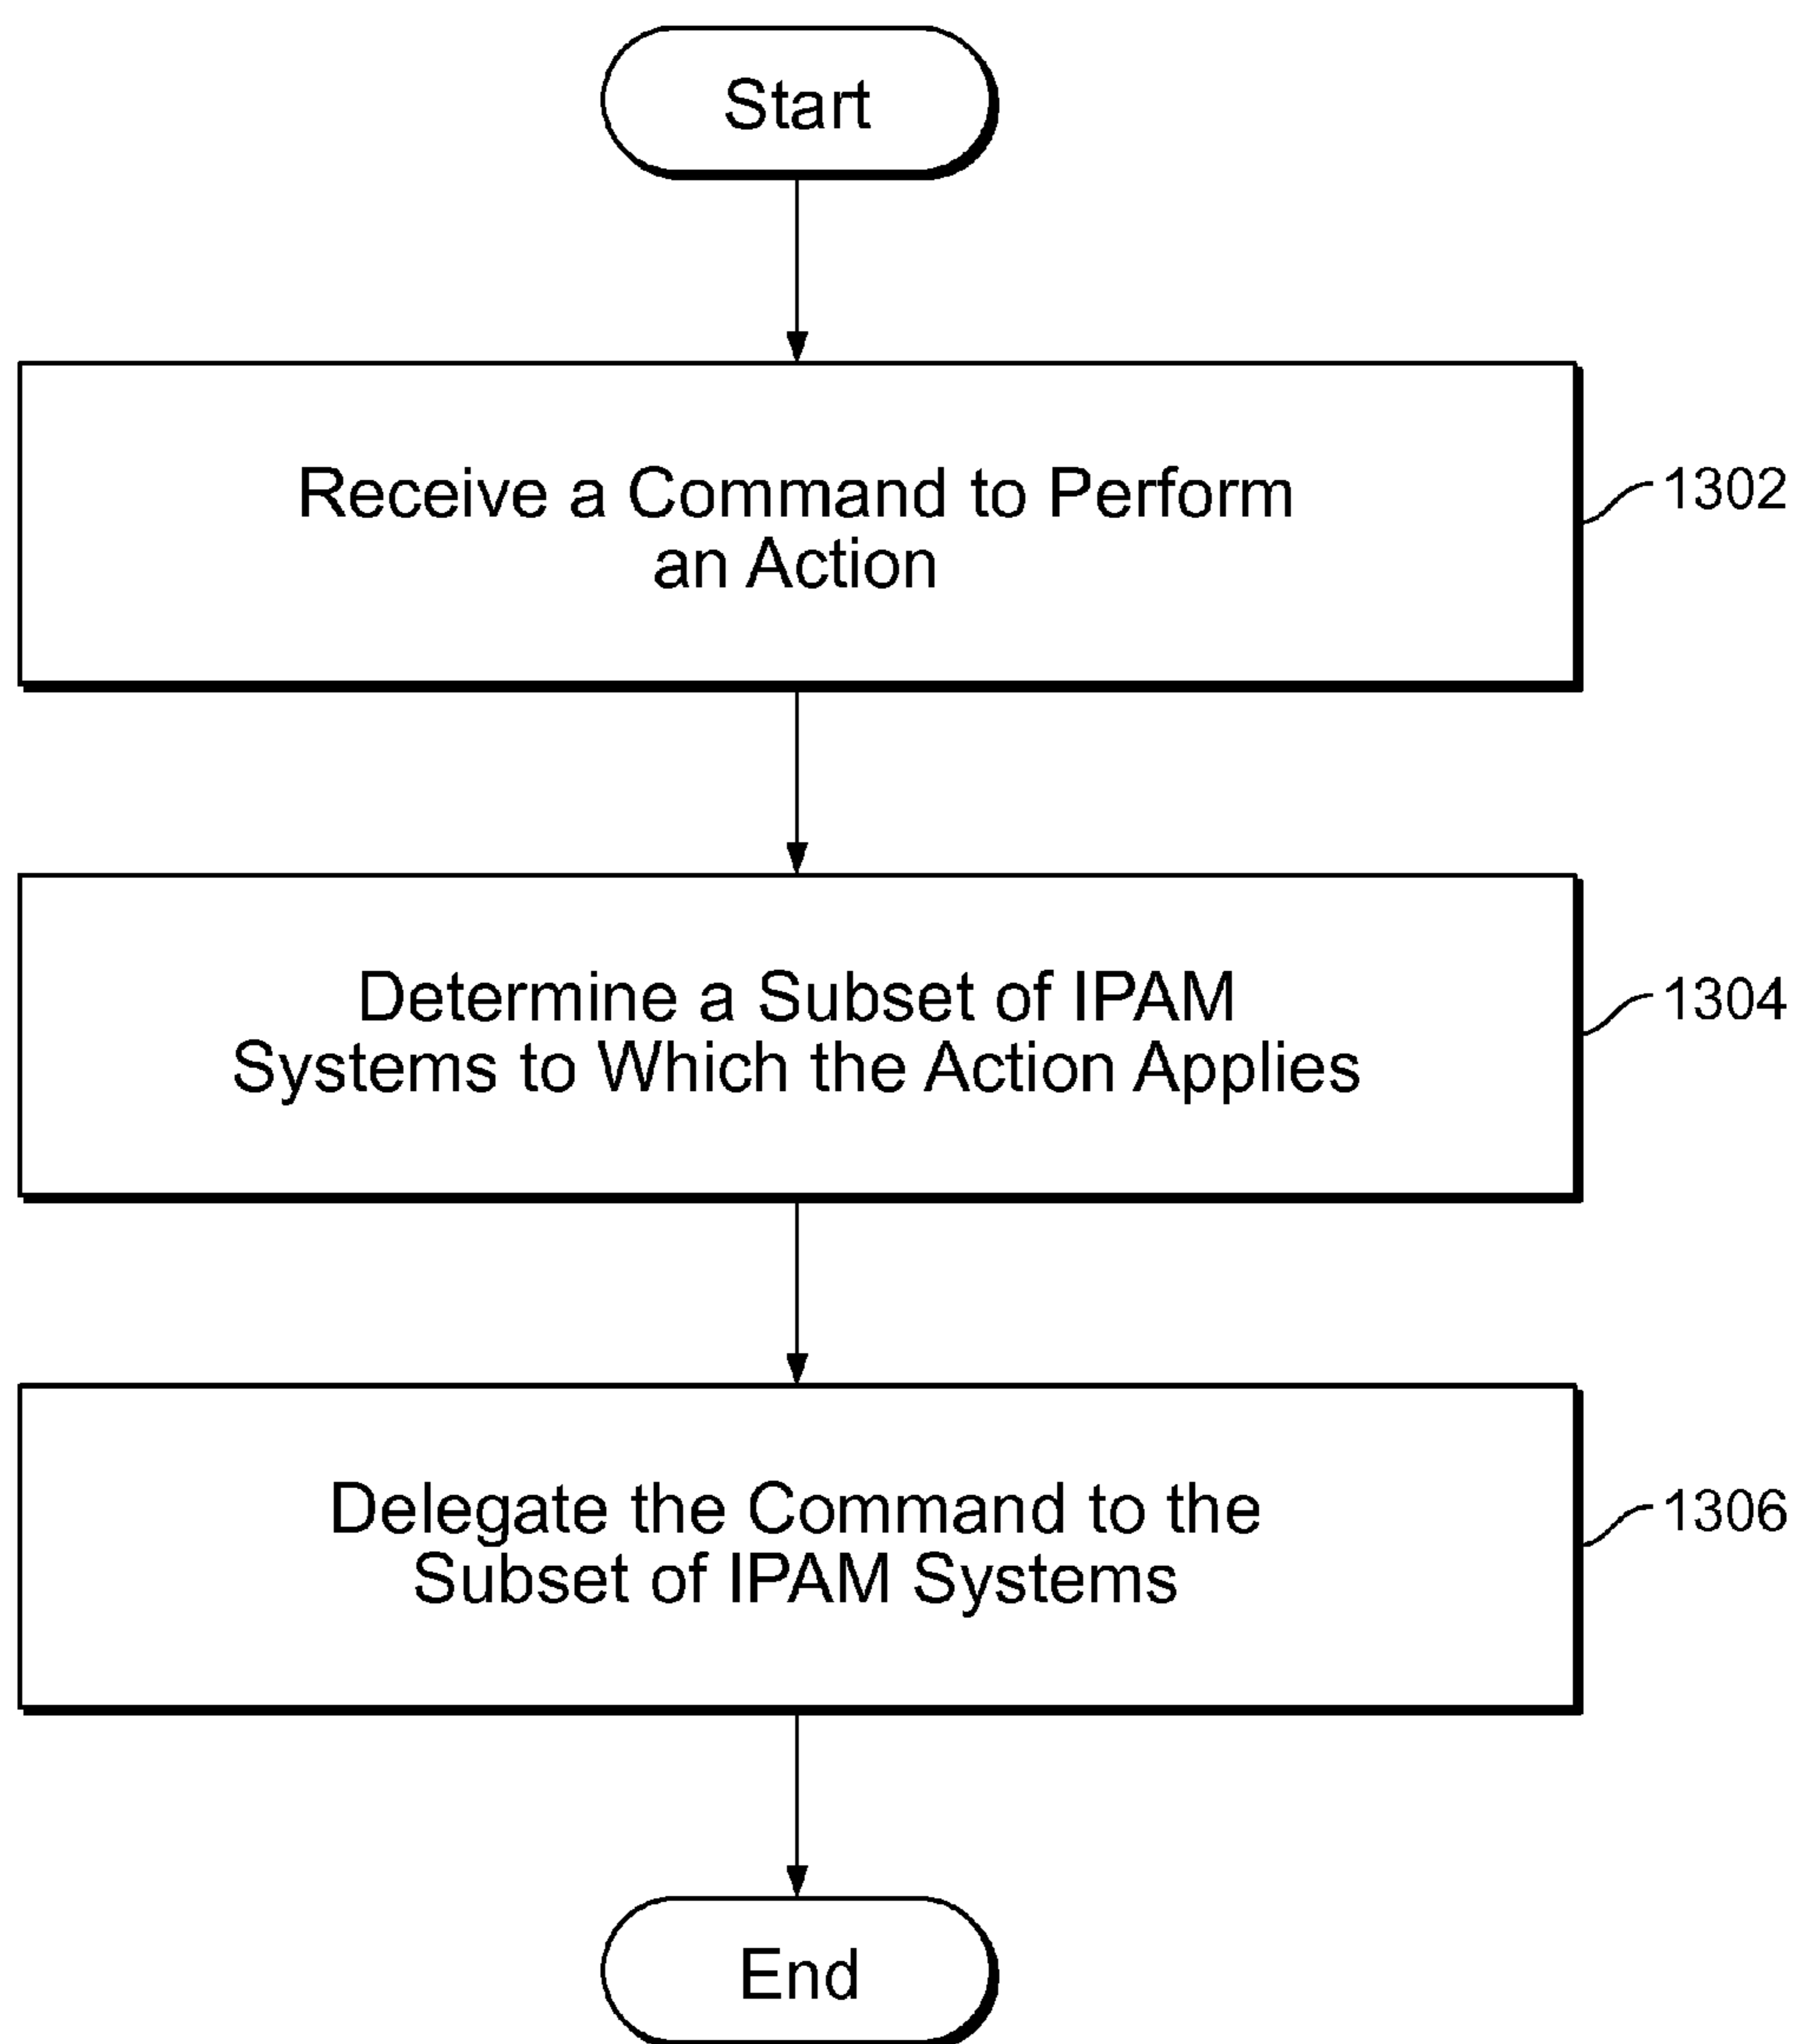 Start
Receive a Command to Perform
an Action
1302
Determine a Subset of IPAM
Systems to Which the Action Applies
1304
Delegate the Command to the
Subset of IPAM Systems
1306
End